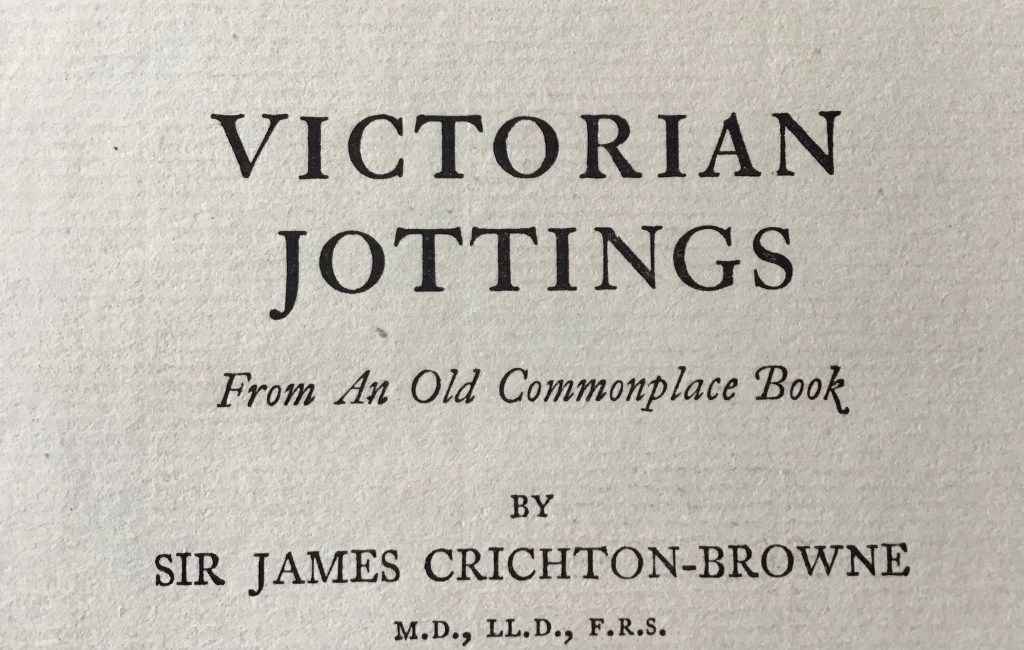 VICTORIAN
JOTTINGS
From An Old Commonplace Book
BY
SIR JAMES CRICHTON-BROWNE
M.D., LL.D., F.R.S.